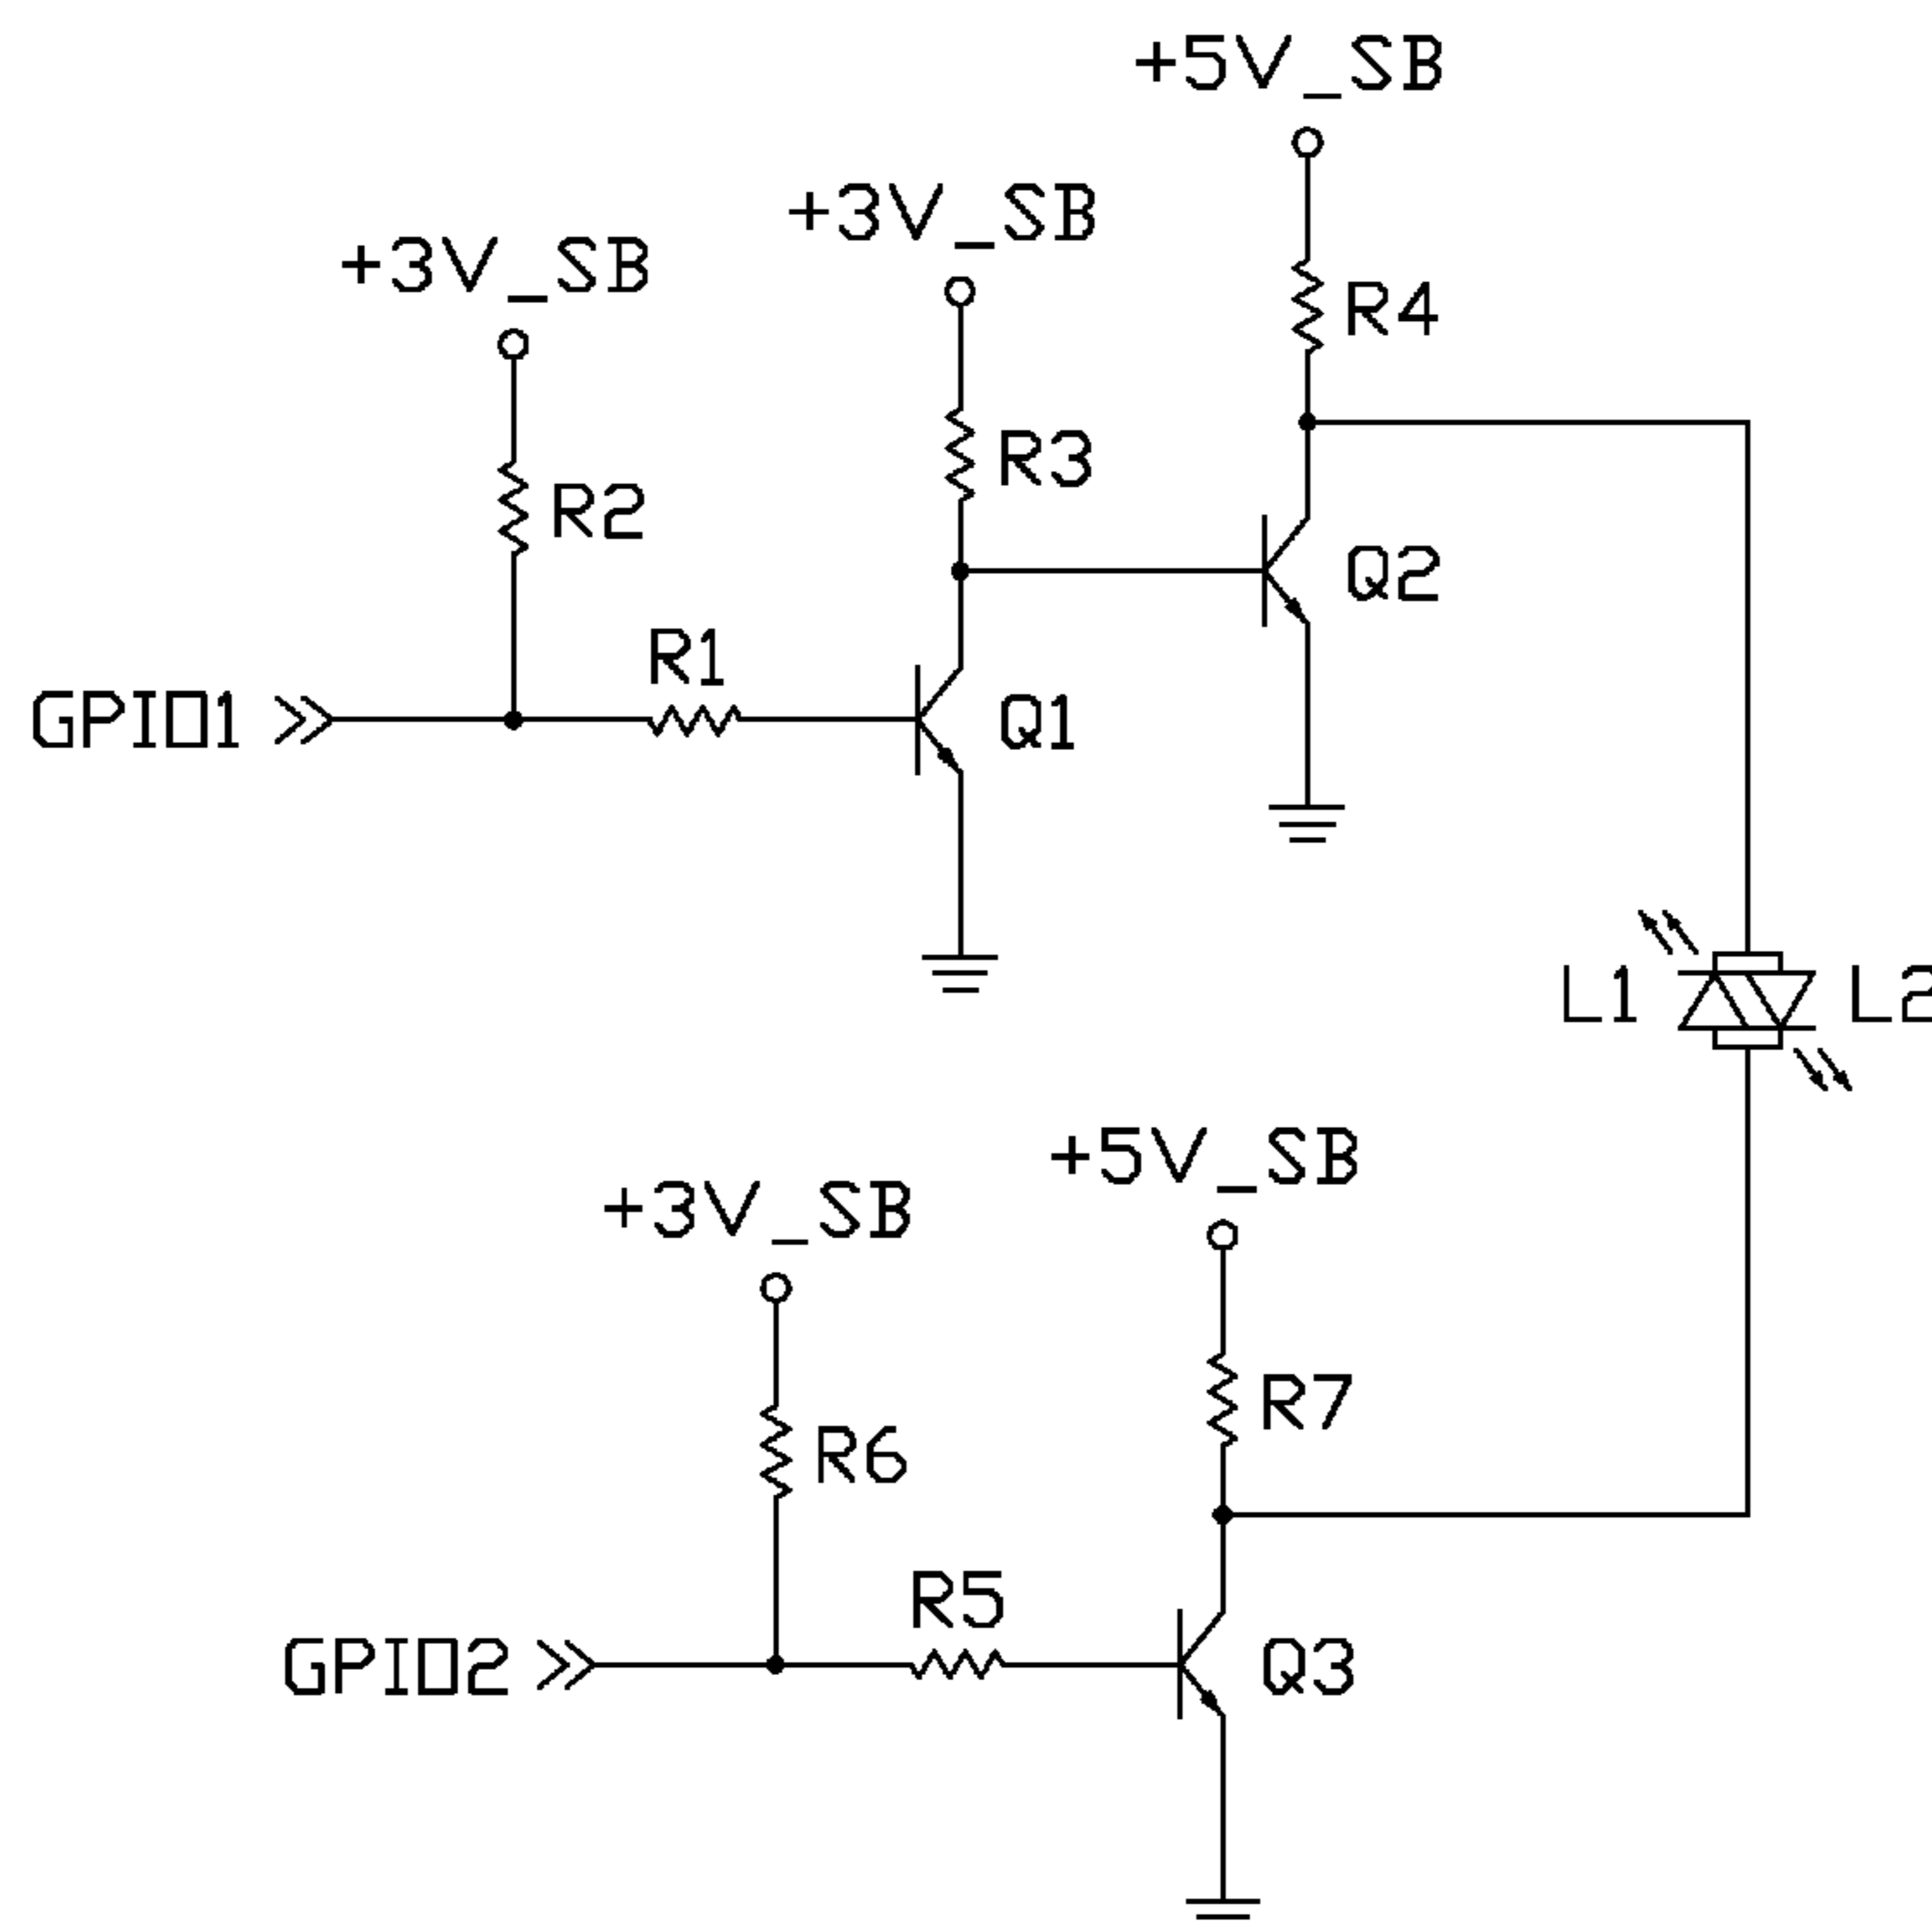 +5V_SB
+3V_SB
+3V_SB
R4
R3
R2
Q2
R1
GPIO1
Q1
L1
L2
+5V_SB
+3V_SB
R7
R6
R5
GPIO2
Q3